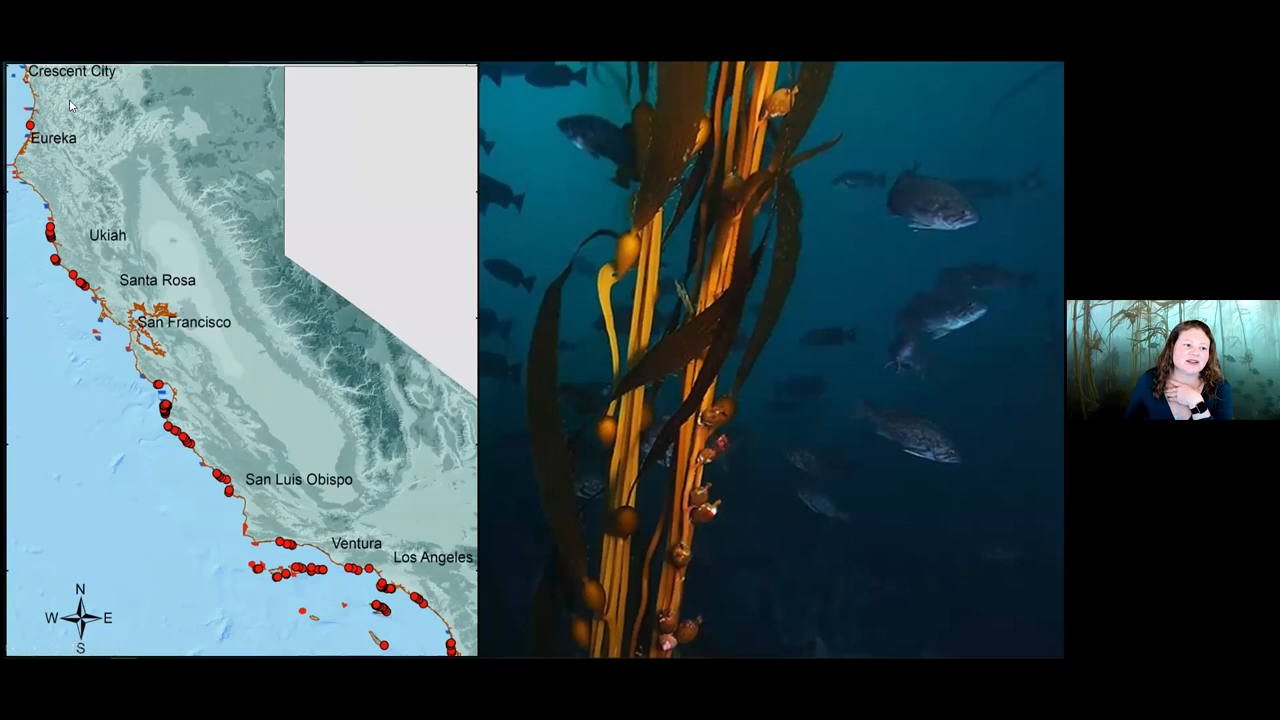 Crescent City
Eureka
Ukiah
Santa Rosa
San Francisco
San Luis Obispo
Ventura
Los Angeles
N
W E
S